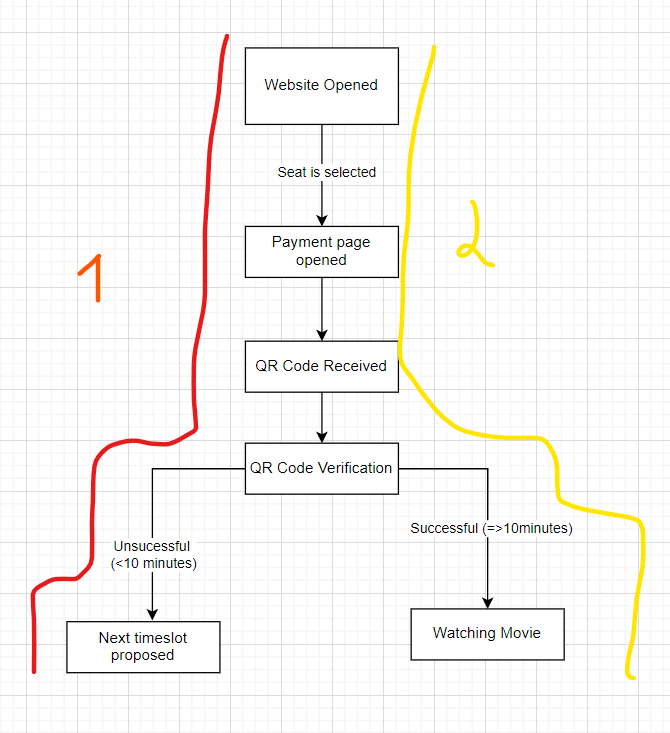 Website Opened
Seat is selected
1
2
Payment page
opened
QR Code Received
QR Code Verification
Successful (=>10minutes)
Unsucessful
(<10 minutes)
Next timeslot
proposed
Watching Movie